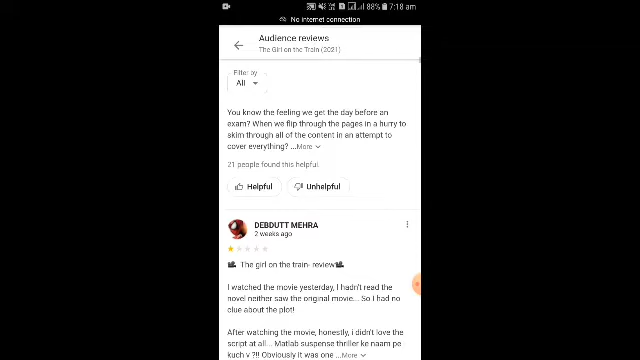 88% 7:18 am
No internet connection
Audience reviews
The Girl on the Train (2021)
Filter by
All
You know the feeling we get the day before an
exam? When we flip through the pages in a hurry to
skim through all of the content in an attempt to
cover everything? ...More
21 people found this helpful.
Helpful Unhelpful
DEBDUTT MEHRA
2 weeks ago
The girl on the train- review
I watched the movie yesterday, I hadn't read the
novel neither saw the original movie... So I had no
clue about the plot!
After watching the movie, honestly, i didn't love the
script at all... Matlab suspense thriller ke naam pe
kuch v ?!! Obviously it was one ...More